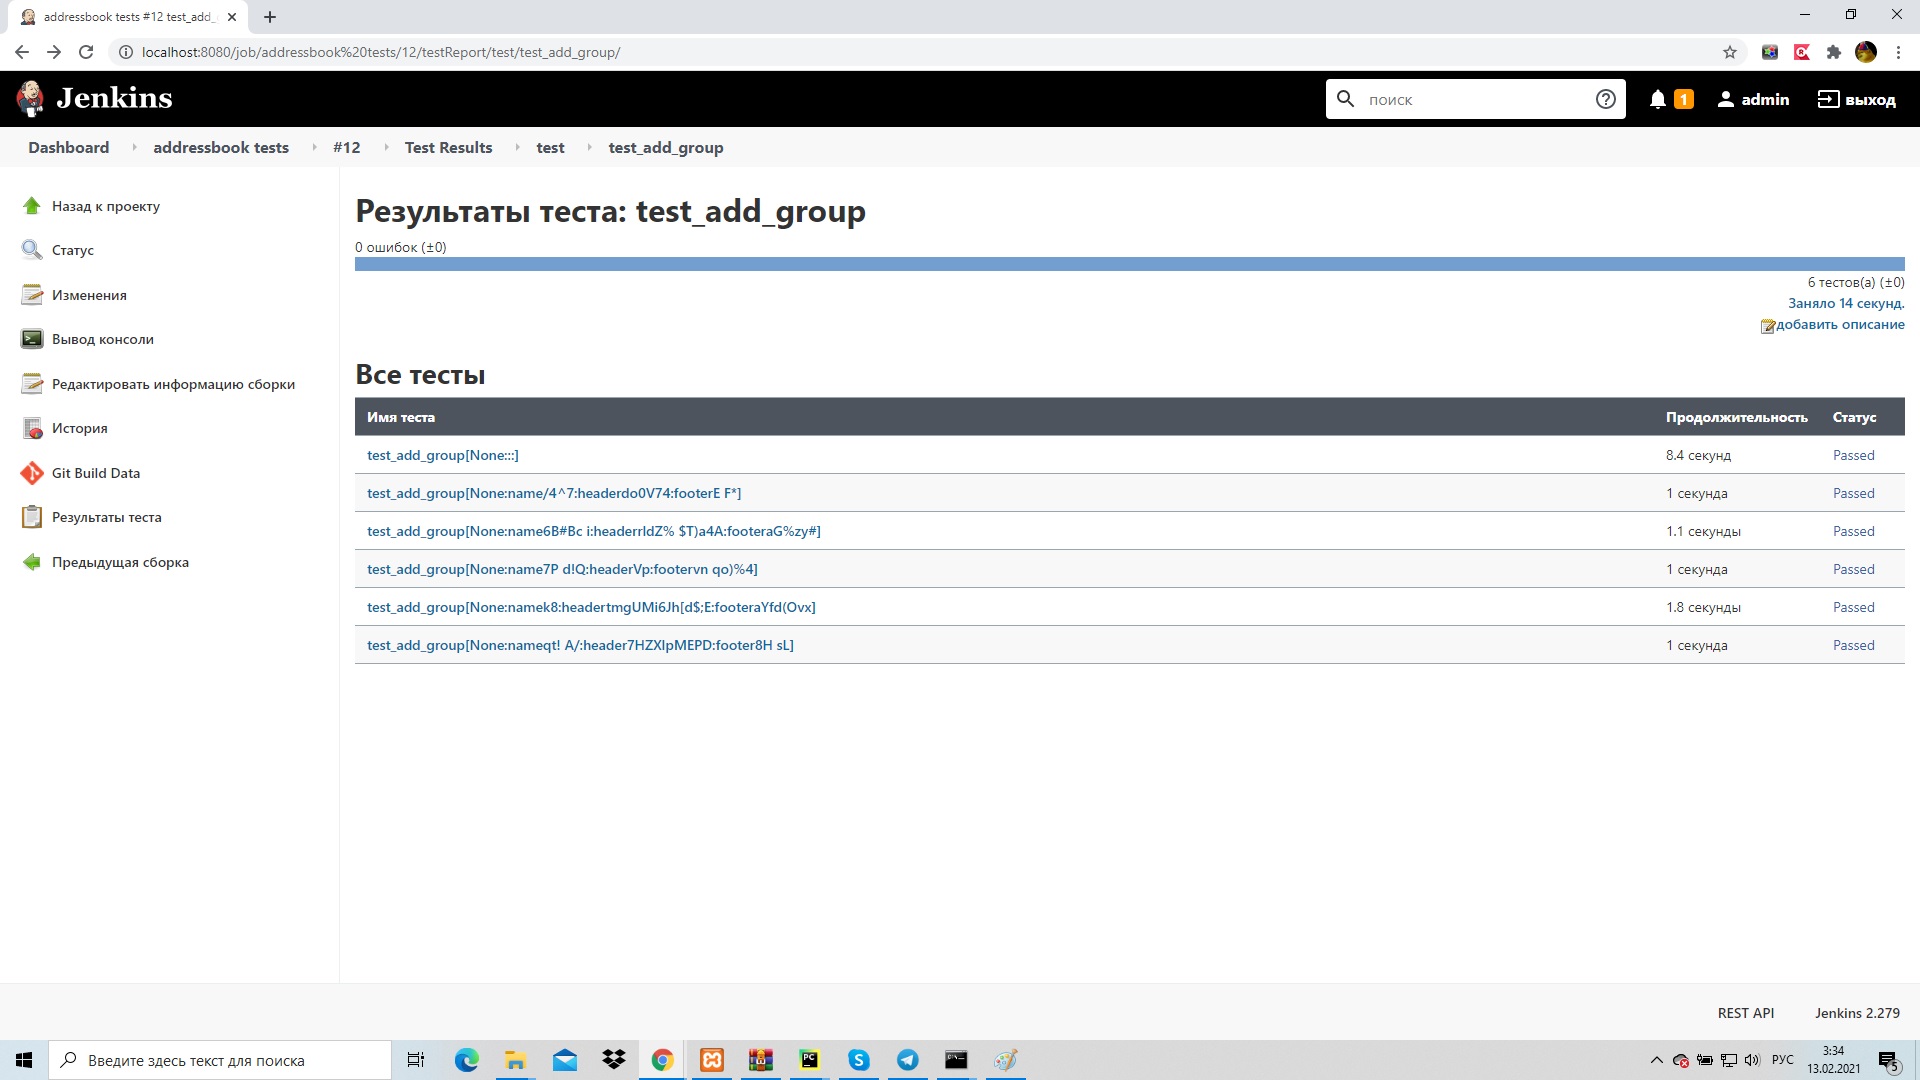 addressbook tests #12 test_add_
localhost:8080/job/addressbook%20tests/12/testReport/test/test_add_group/
Jenkins
поиск
1
admin
выход
Dashboard
addressbook tests
#12
Test Results
test
test_add_group
Назад к проекту
Статус
Изменения
Вывод консоли
Редактировать информацию сборки
История
Git Build Data
Результаты теста
Предыдущая сборка
Результаты теста: test_add_group
0 ошибок (±0)
6 тестов(а) (±0)
Заняло 14 секунд.
добавить описание
Все тесты
Имя теста Продолжительность Статус
test_add_group[None:::] 8.4 секунд Passed
test_add_group[None:name/4^7:headerdo0V74:footerE F*] 1 секунда Passed
test_add_group[None:name6B#Bc i:headerrIdZ% $T)a4A:footeraG%zy#] 1.1 секунды Passed
test_add_group[None:name7P d!Q:headerVp:footervn qo)%4] 1 секунда Passed
test_add_group[None:namek8:headertmgUMi6Jh[d$;E:footeraYfd(Ovx] 1.8 секунды Passed
test_add_group[None:nameqt! A/:header7HZXIpMEPD:footer8H sL] 1 секунда Passed
REST API
Jenkins 2.279
Введите здесь текст для поиска
PC
РУС
3:34
13.02.2021
5